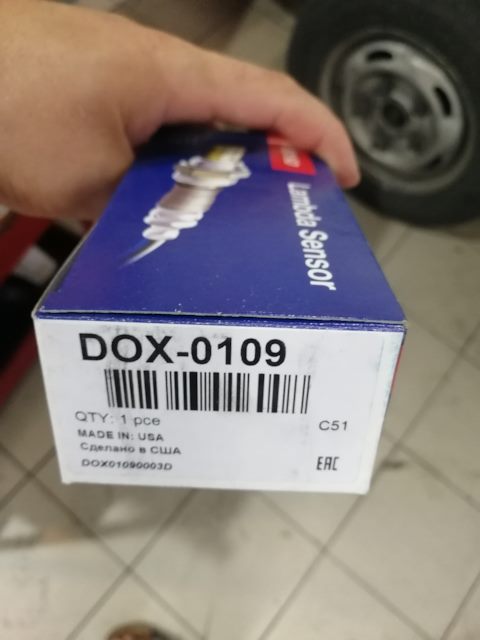 Lambda Sensor
DOX-0109
QTY: 1 pce
C51
MADE IN: USA
Сделано в США
DOX01090003D
EAC